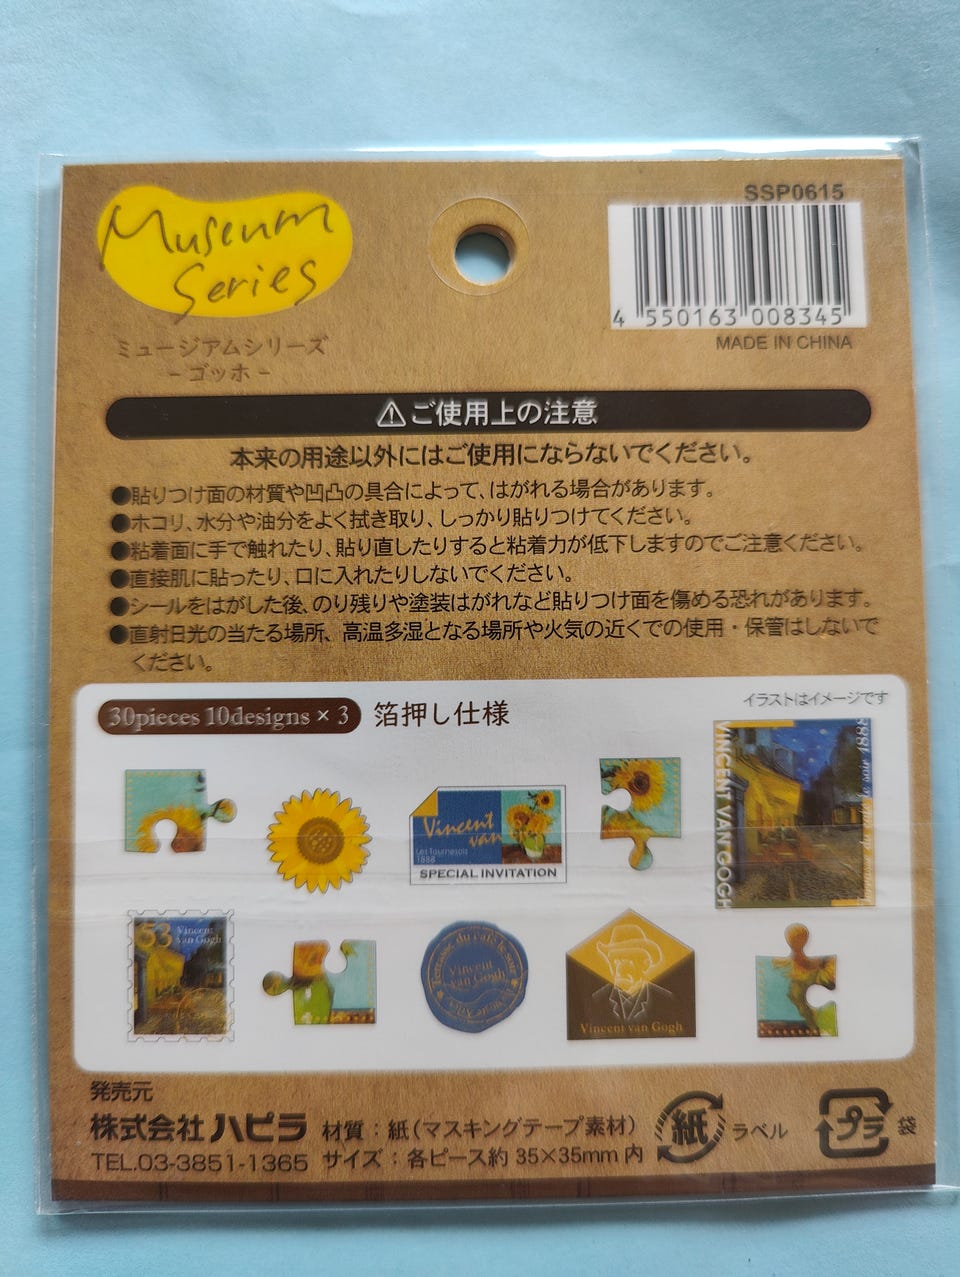 Museum
Series
SSP0615
4 550163 008345
MADE IN CHINA
ミュージアムシリーズ
- ゴッホ -
ご使用上の注意
本来の用途以外にはご使用にならないでください。
●貼りつけ面の材質や凹凸の具合によって、はがれる場合があります。
●ホコリ、水分や油分をよく拭き取り、しっかり貼りつけてください。
●粘着面に手で触れたり、貼り直したりすると粘着力が低下しますのでご注意ください。
●直接肌に貼ったり、口に入れたりしないでください。
●シールをはがした後、のり残りや塗装はがれなど貼りつけ面を傷める恐れがあります。
●直射日光の当たる場所、高温多湿となる場所や火気の近くでの使用・保管はしないで
ください。
30pieces 10designs × 3 箔押し仕様
イラストはイメージです
Vincent
van
Les Tournesols
1888
SPECIAL INVITATION
VINCENT VAN GOGH
53
Vincent
van Gogh
Terrasse du café le soir
Vincent
van Gogh
Vincent van Gogh
発売元
株式会社 ハピラ
TEL.03-3851-1365
材質：紙（マスキングテープ素材）
サイズ：各ピース約 35×35mm 内
紙 ラベル
プラ 袋